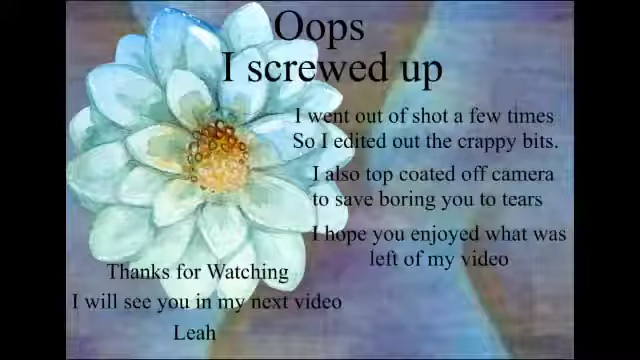 Oops
I screwed up
I went out of shot a few times
So I edited out the crappy bits.
I also top coated off camera
to save boring you to tears
I hope you enjoyed what was
left of my video
Thanks for Watching
I will see you in my next video
Leah